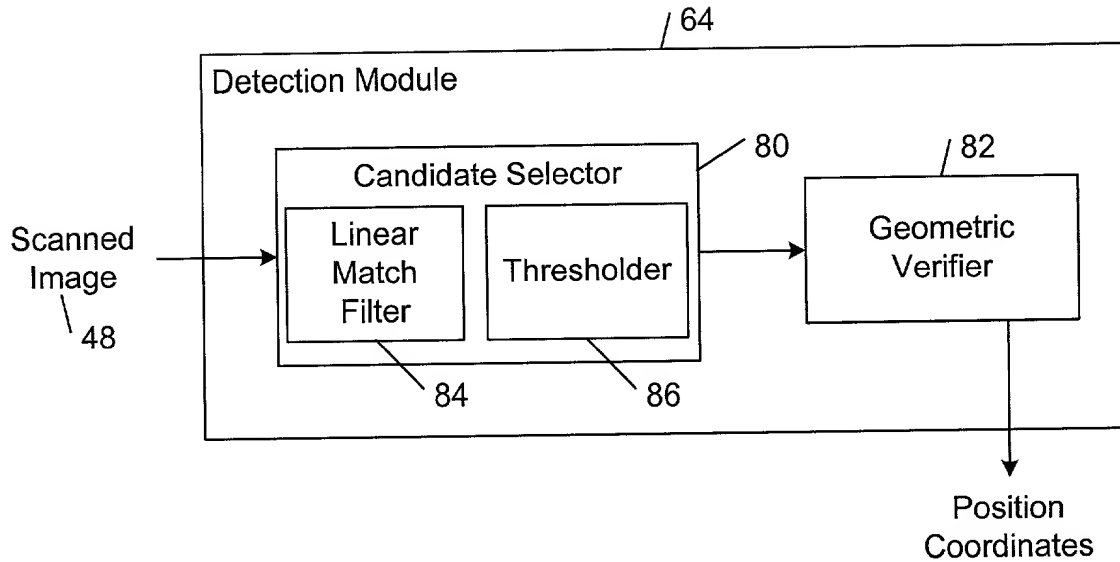 64
Detection Module
80
82
Candidate Selector
Scanned
Image
48
Linear
Match
Filter
84
Thresholder
86
Geometric
Verifier
Position
Coordinates